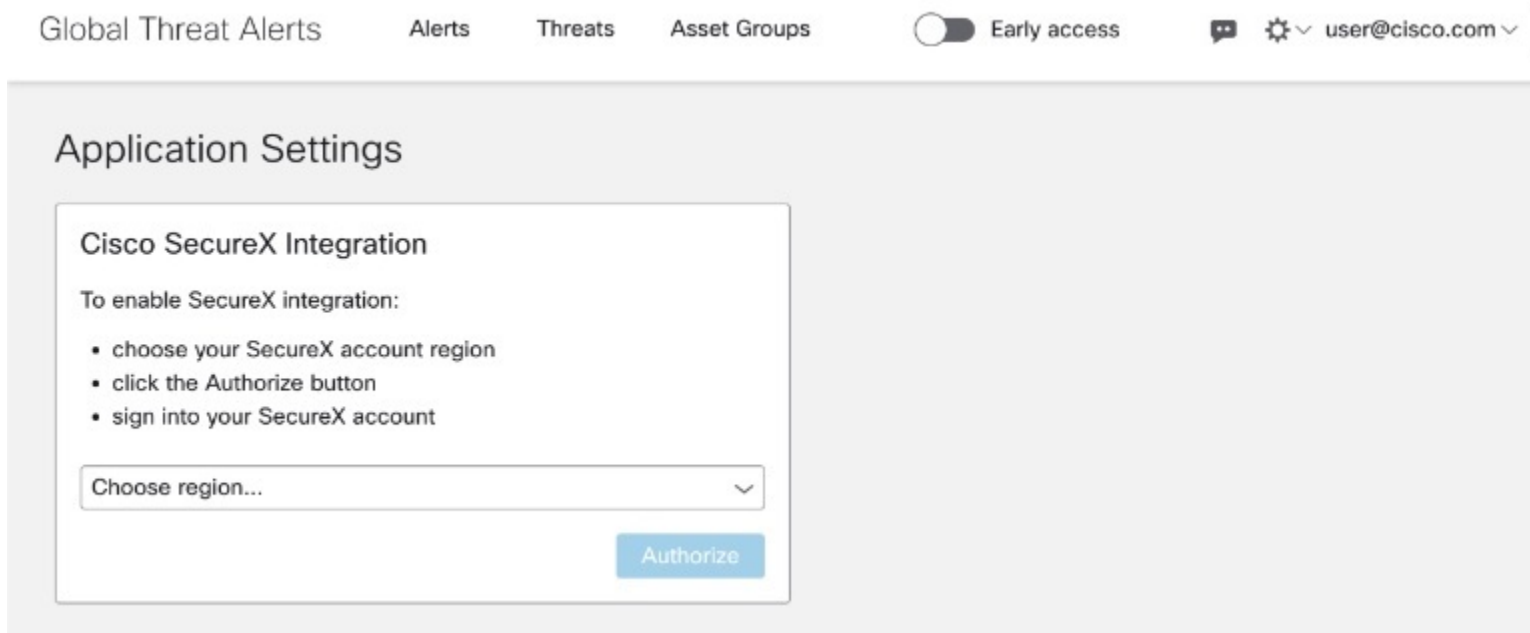 Global Threat Alerts Alerts Threats Asset Groups Early access user@cisco.com
Application Settings
Cisco SecureX Integration
To enable SecureX integration:
• choose your SecureX account region
• click the Authorize button
• sign into your SecureX account
Choose region...
Authorize